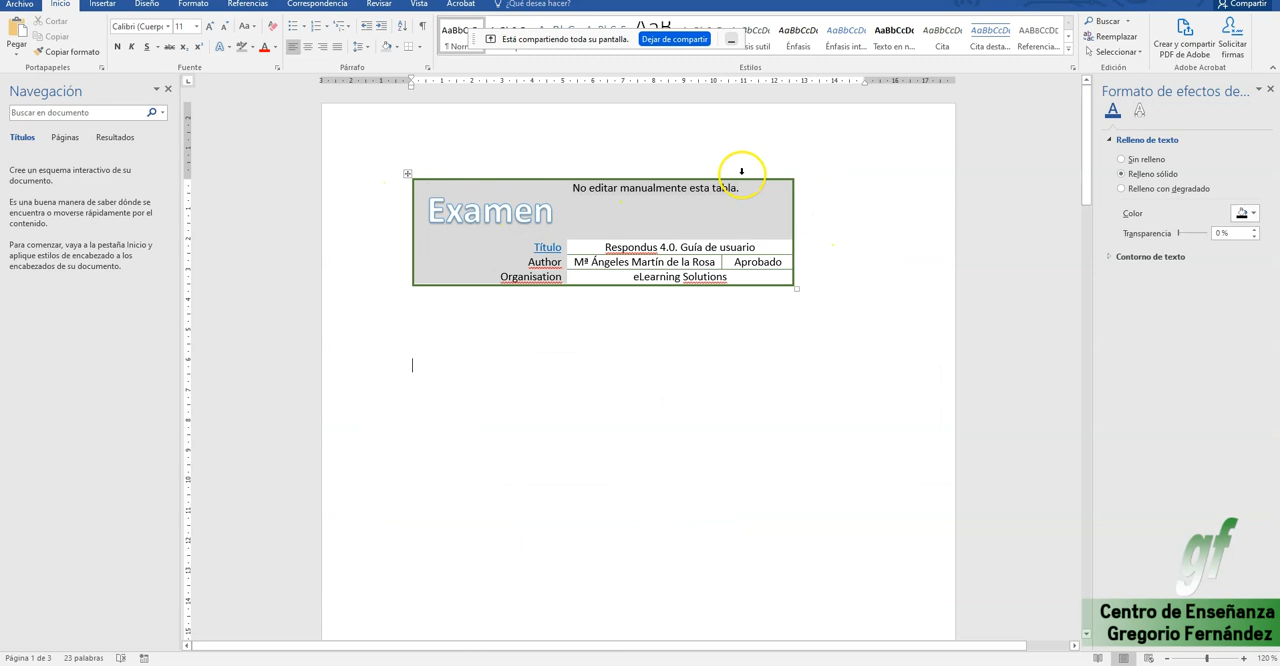 Archivo Inicio Insertar Diseño Formato Referencias Correspondencia Revisar Vista Acrobat ¿Qué desea hacer? Compartir
Pegar
Cortar
Copiar
Copiar formato
Portapapeles
Calibri (Cuerp 11
Fuente
Párrafo
Está compartiendo toda su pantalla. Dejar de compartir
Énfasis
Énfasis int...
Texto en n...
Cita
Cita desta...
Referencia...
Estilos
Buscar
Reemplazar
Seleccionar
Edición
Crear y compartir PDF de Adobe
Solicitar firmas
Adobe Acrobat
Navegación
Buscar en documento
Títulos Páginas Resultados
Cree un esquema interactivo de su
documento.
Es una buena manera de saber dónde se
encuentra o moverse rápidamente por el
contenido.
Para comenzar, vaya a la pestaña Inicio y
aplique estilos de encabezado a los
encabezados de su documento.
No editar manualmente esta tabla.
Examen
Título Respondus 4.0. Guía de usuario
Author Mª Ángeles Martín de la Rosa Aprobado
Organisation eLearning Solutions
Formato de efectos de...
Relleno de texto
Sin relleno
Relleno sólido
Relleno con degradado
Color
Transparencia 0 %
Contorno de texto
gf
Centro de Enseñanza
Gregorio Fernández
Página 1 de 3 23 palabras 120 %